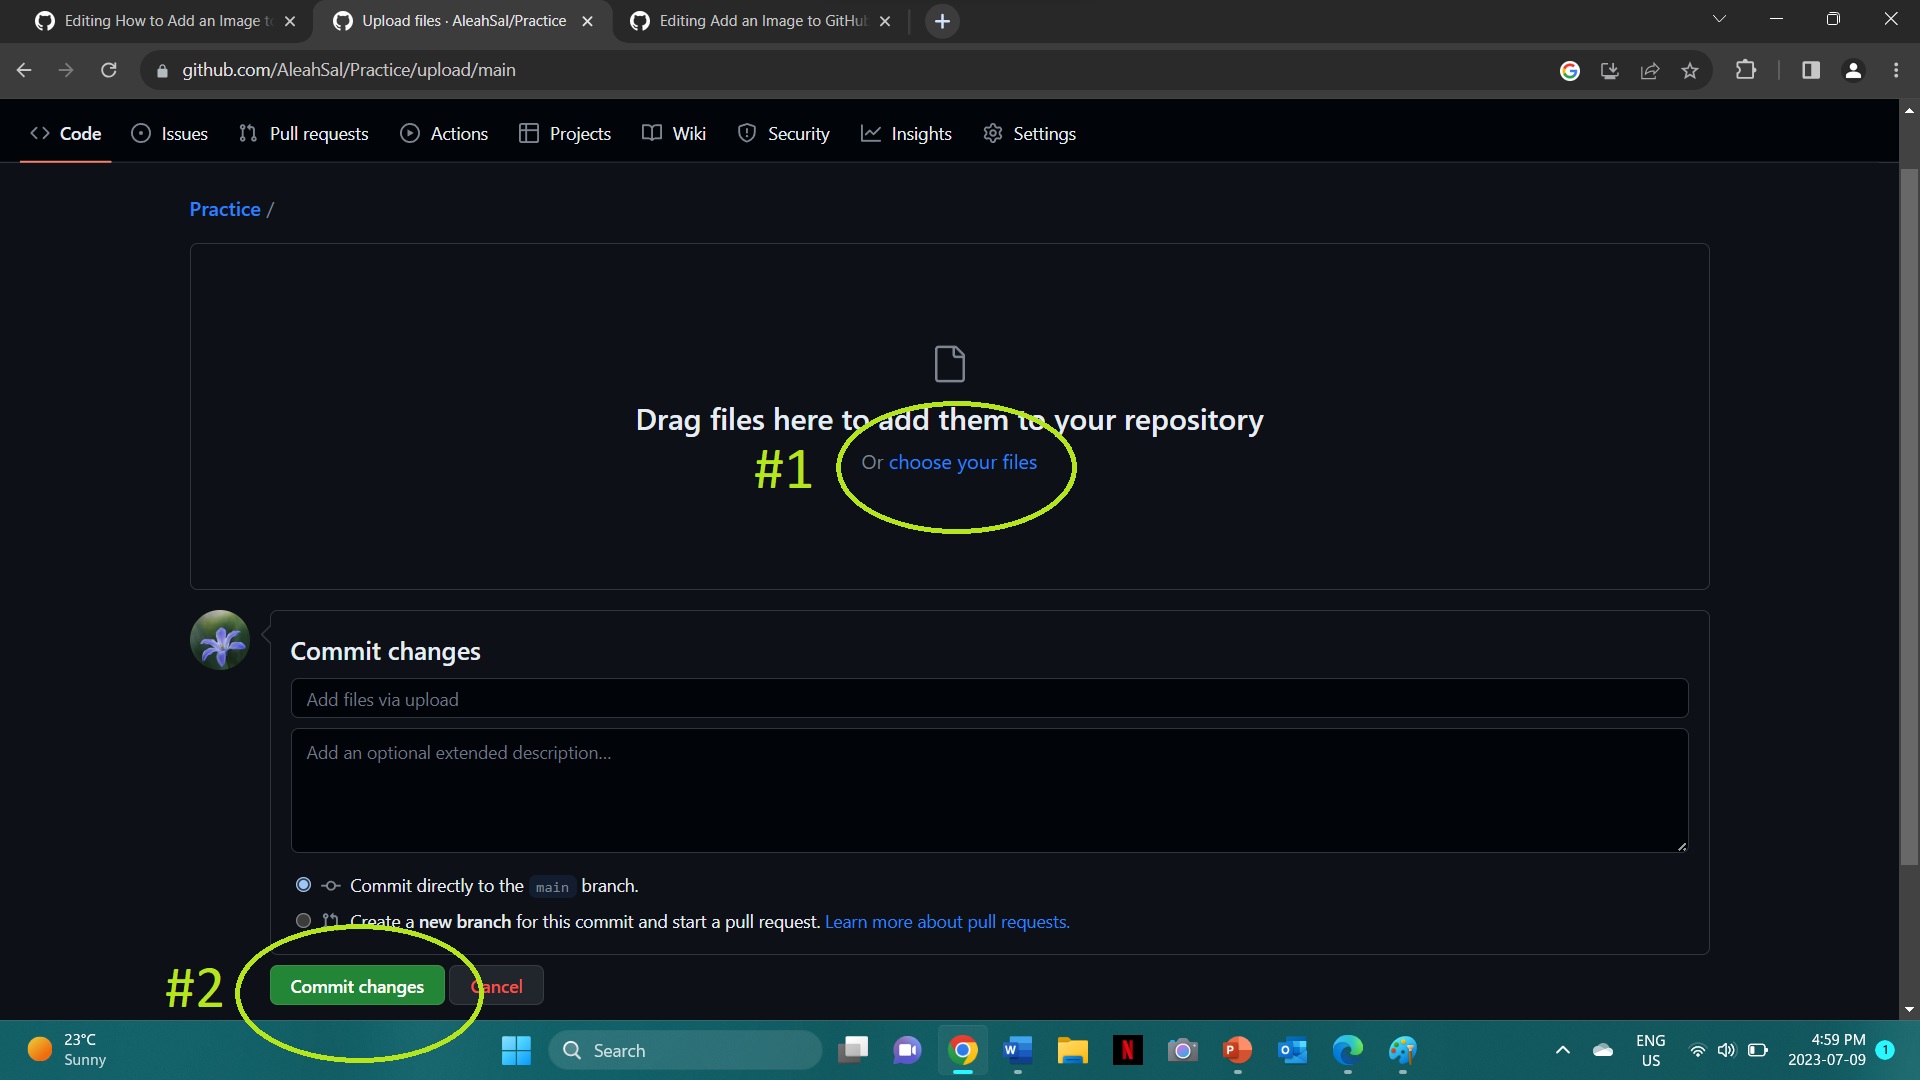 Editing How to Add an Image to
Upload files · AleahSal/Practice
Editing Add an Image to GitHu
github.com/AleahSal/Practice/upload/main
Code
Issues
Pull requests
Actions
Projects
Wiki
Security
Insights
Settings
Practice /
Drag files here to add them to your repository
#1
Or choose your files
Commit changes
Add files via upload
Add an optional extended description...
Commit directly to the main branch.
Create a new branch for this commit and start a pull request. Learn more about pull requests.
#2
Commit changes
Cancel
23°C
Sunny
Search
ENG
US
4:59 PM
2023-07-09
1